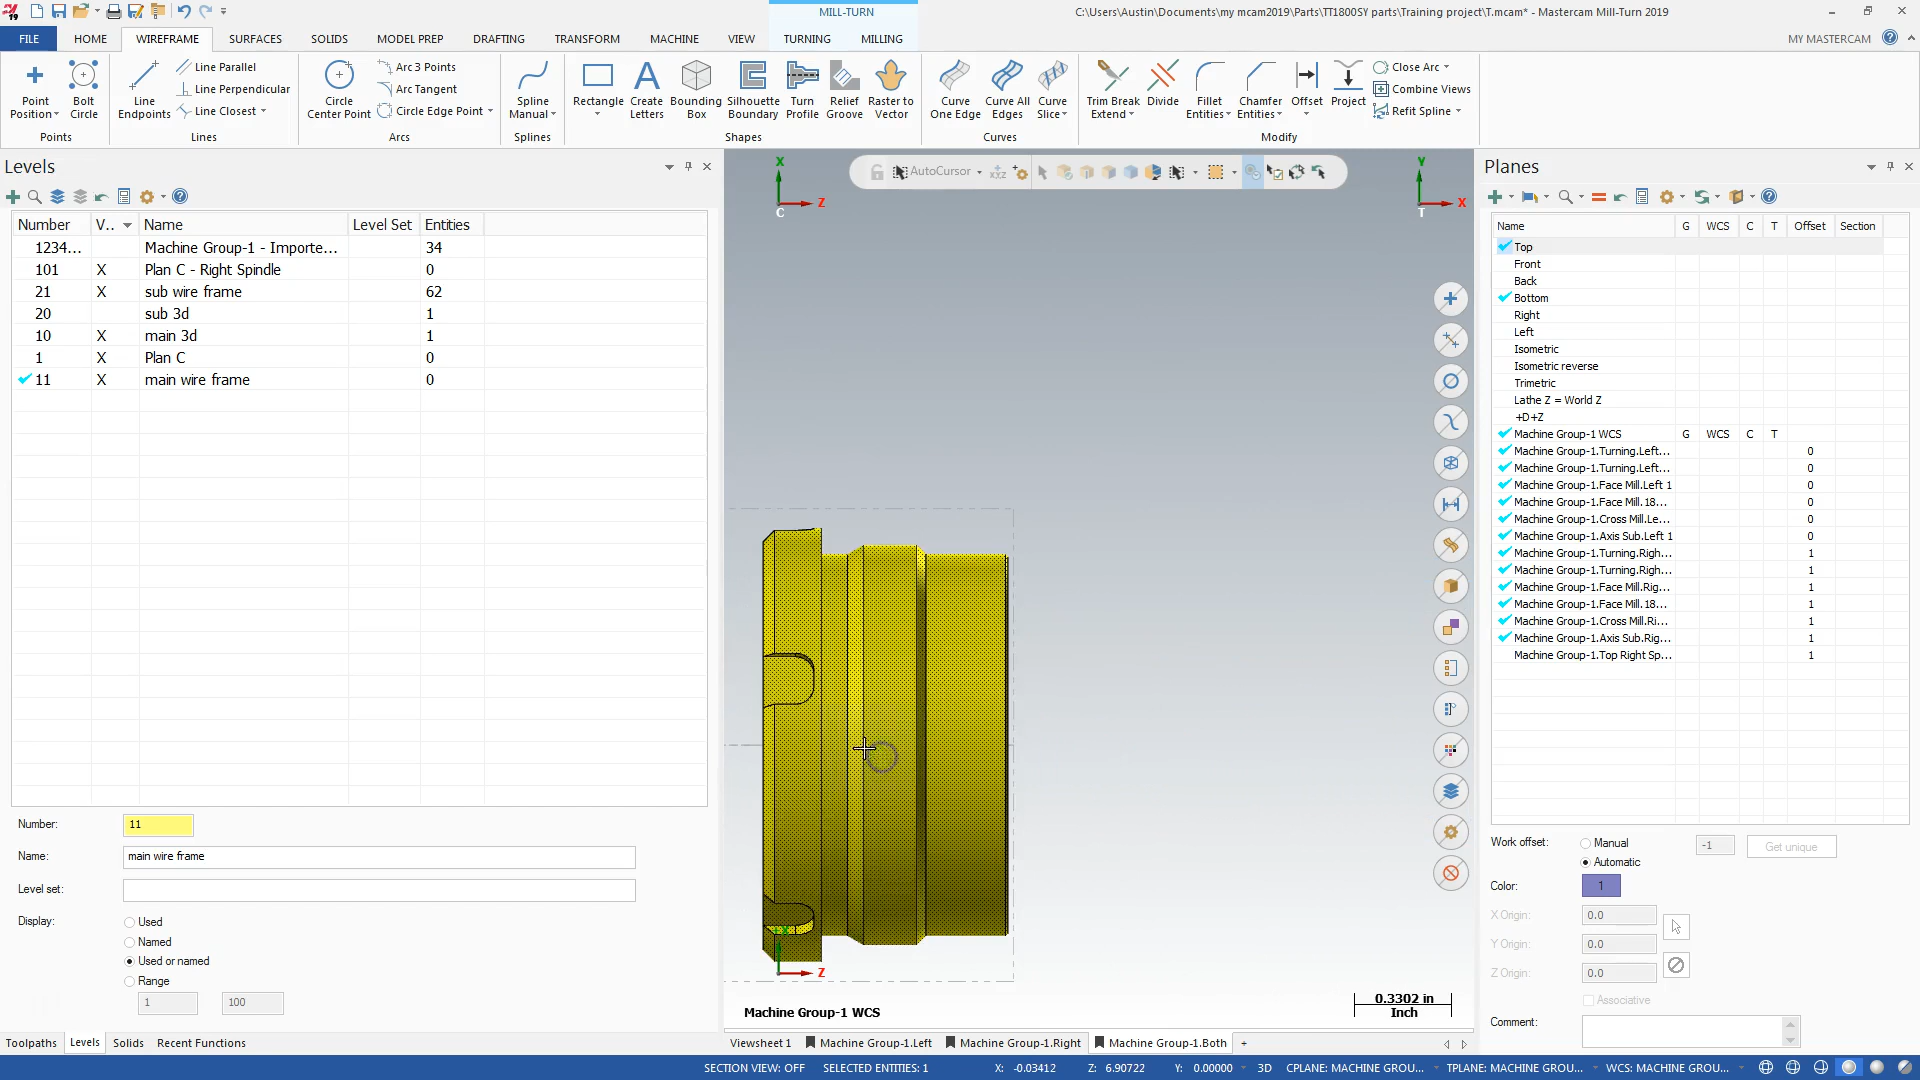 MILL-TURN
C:\Users\Austin\Documents\my mcam2019\Parts\TT1800SY parts\Training project\T.mcam* - Mastercam Mill-Turn 2019
FILE HOME WIREFRAME SURFACES SOLIDS MODEL PREP DRAFTING TRANSFORM MACHINE VIEW TURNING MILLING MY MASTERCAM
Point Position Bolt Circle Line Endpoints Line Parallel Line Perpendicular Line Closest Circle Center Point Arc 3 Points Arc Tangent Circle Edge Point Spline Manual Rectangle Create Letters Bounding Box Silhouette Boundary Turn Profile Relief Groove Raster to Vector Curve One Edge Curve All Edges Curve Slice Trim Break Extend Divide Fillet Entities Chamfer Entities Offset Project Close Arc Combine Views Refit Spline
Points Lines Arcs Splines Shapes Curves Modify
Levels
Number V.. Name Level Set Entities
1234... Machine Group-1 - Importe... 34
101 X Plan C - Right Spindle 0
21 X sub wire frame 62
20 sub 3d 1
10 X main 3d 1
1 X Plan C 0
11 X main wire frame 0
Number: 11
Name: main wire frame
Level set:
Display: Used
Named
Used or named
Range
1 100
Toolpaths Levels Solids Recent Functions
AutoCursor
X Z C
Y X T
X Z
Machine Group-1 WCS
0.3302 in
Inch
Viewsheet 1 Machine Group-1.Left Machine Group-1.Right Machine Group-1.Both +
Planes
Name G WCS C T Offset Section
Top
Front
Back
Bottom
Right
Left
Isometric
Isometric reverse
Trimetric
Lathe Z = World Z
+D+Z
Machine Group-1 WCS G WCS C T
Machine Group-1.Turning.Left... 0
Machine Group-1.Turning.Left... 0
Machine Group-1.Face Mill.Left 1 0
Machine Group-1.Face Mill. 18... 0
Machine Group-1.Cross Mill.Le... 0
Machine Group-1.Axis Sub.Left 1 0
Machine Group-1.Turning.Righ... 1
Machine Group-1.Turning.Righ... 1
Machine Group-1.Face Mill.Rig... 1
Machine Group-1.Face Mill. 18... 1
Machine Group-1.Cross Mill.Ri... 1
Machine Group-1.Axis Sub.Rig... 1
Machine Group-1.Top Right Sp... 1
Work offset: Manual -1 Get unique
Automatic
Color: 1
X Origin: 0.0
Y Origin: 0.0
Z Origin: 0.0
Associative
Comment:
SECTION VIEW: OFF SELECTED ENTITIES: 1 X: -0.03412 Z: 6.90722 Y: 0.00000 3D CPLANE: MACHINE GROU... TPLANE: MACHINE GROU... WCS: MACHINE GROU...